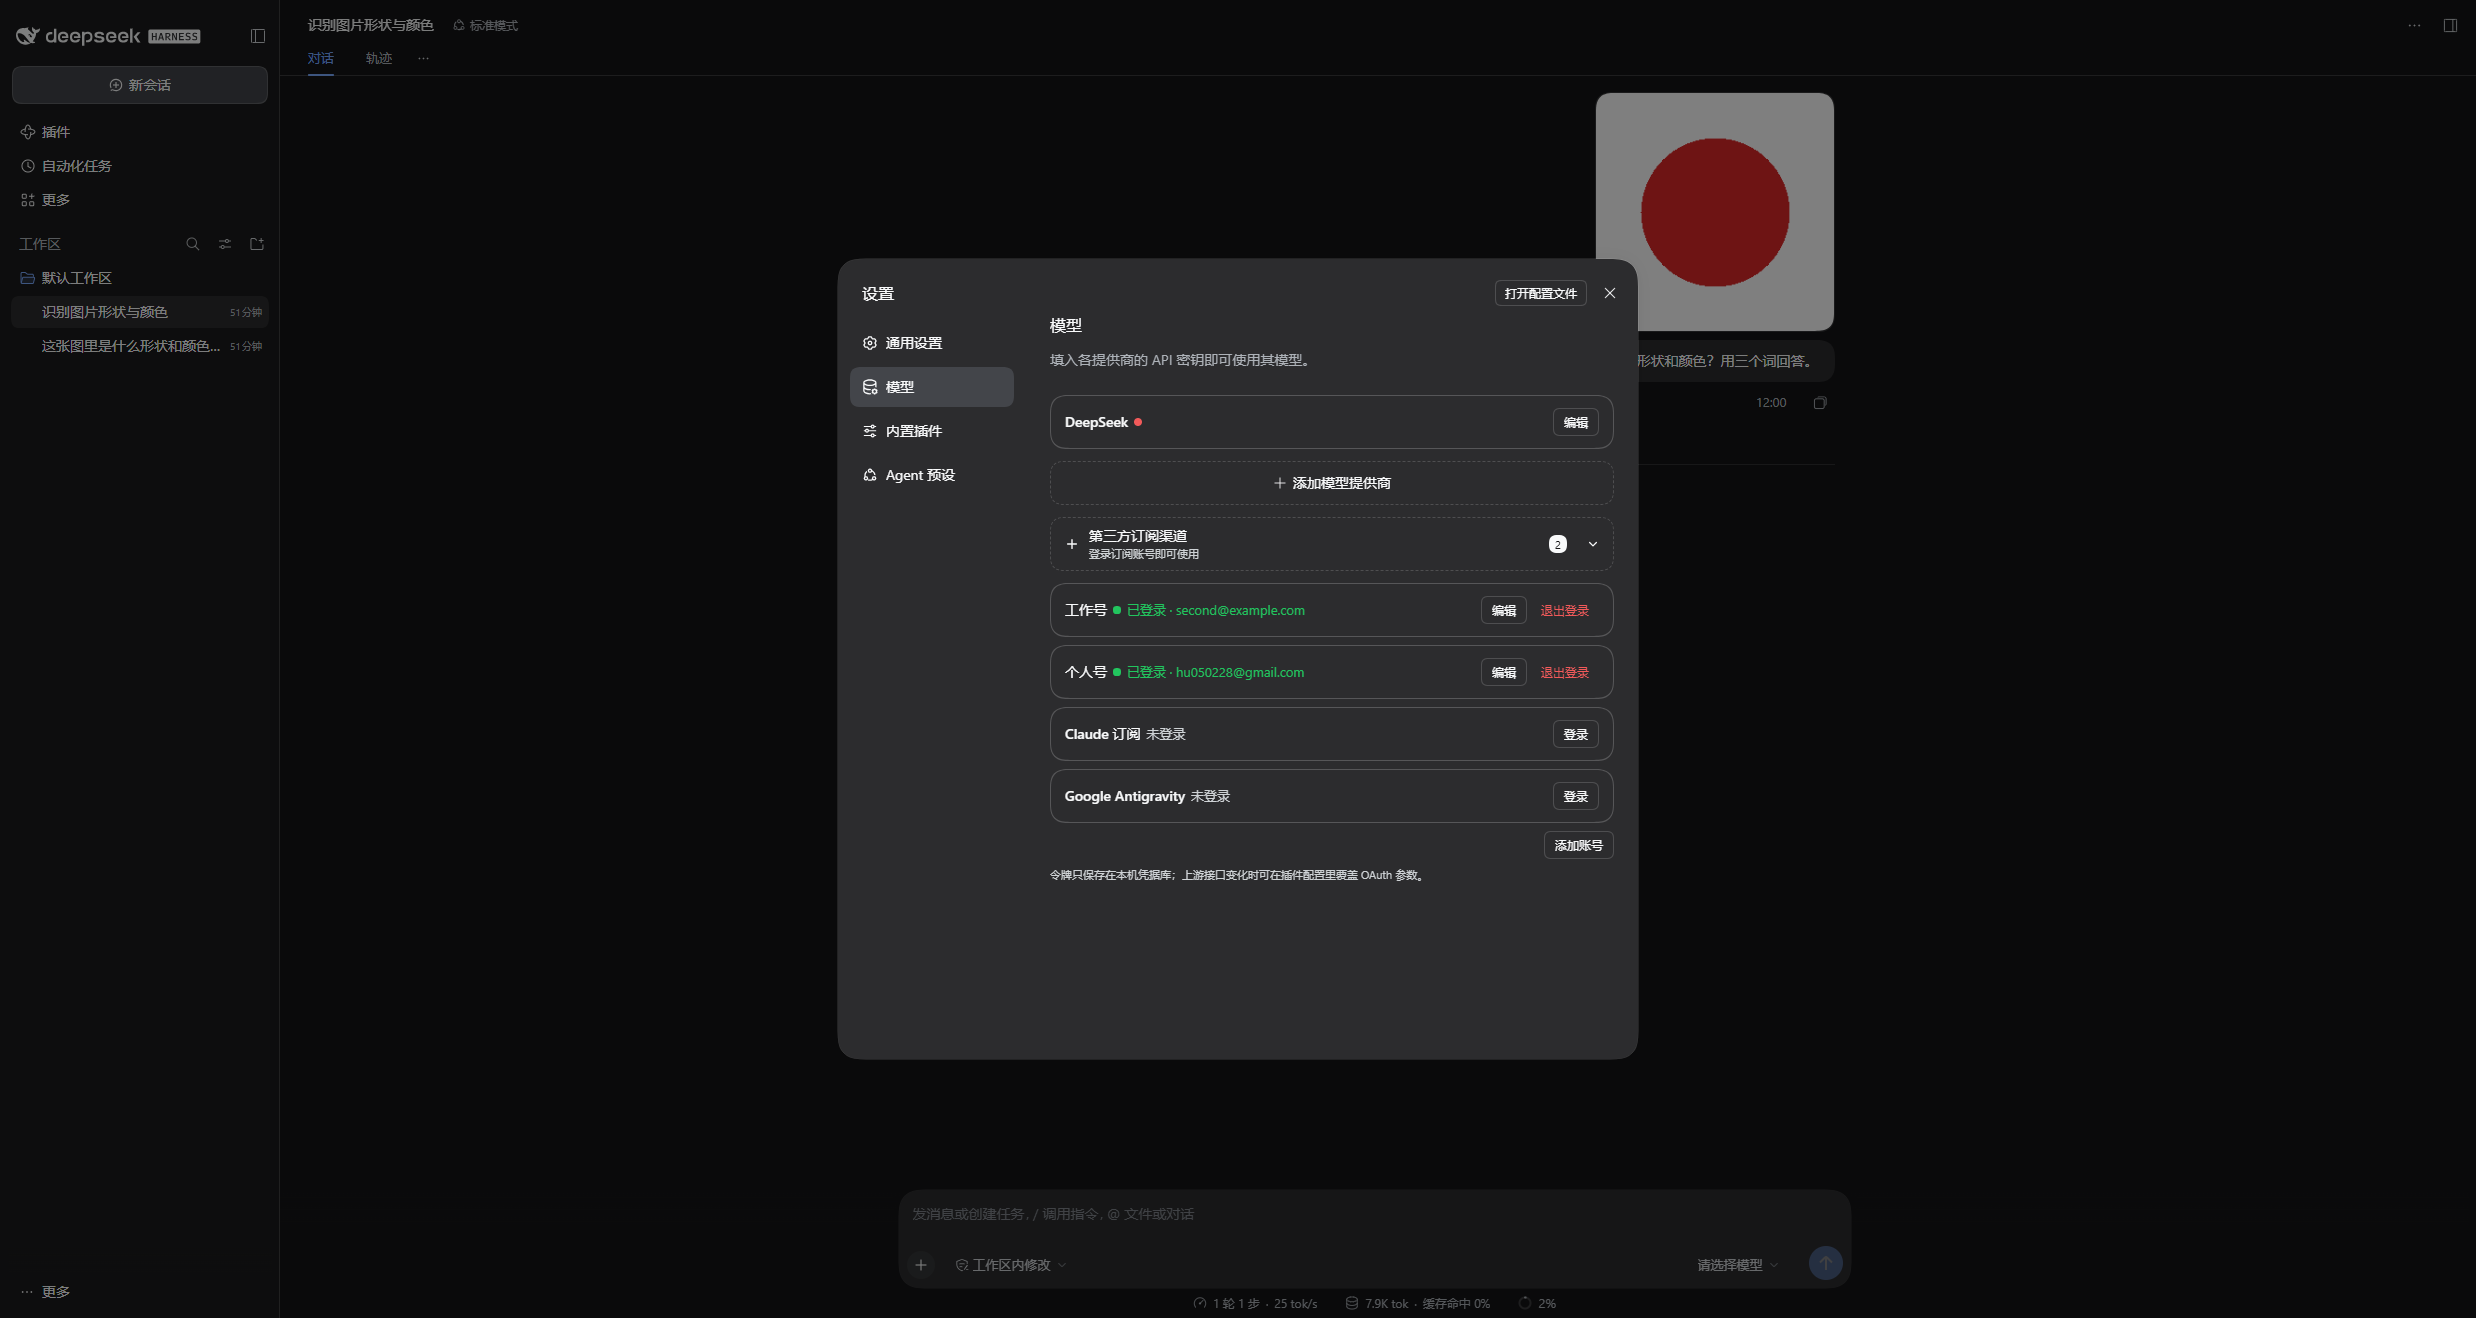 deepseek HARNESS
新会话
插件
自动化任务
更多
工作区
默认工作区
识别图片形状与颜色 51分钟
这张图里是什么形状和颜色... 51分钟
... 更多
识别图片形状与颜色 标准模式
对话 轨迹 ...
形状和颜色？用三个词回答。
12:00
设置 打开配置文件
通用设置
模型
内置插件
Agent 预设
模型
填入各提供商的 API 密钥即可使用其模型。
DeepSeek 编辑
添加模型提供商
第三方订阅渠道
登录订阅账号即可使用
2
工作号 已登录 · second@example.com 编辑 退出登录
个人号 已登录 · hu050228@gmail.com 编辑 退出登录
Claude 订阅 未登录 登录
Google Antigravity 未登录 登录
添加账号
令牌只保存在本机凭据库；上游接口变化时可在插件配置里覆盖 OAuth 参数。
发消息或创建任务, / 调用指令, @ 文件或对话
工作区内修改 请选择模型
1 轮 1 步 · 25 tok/s 7.9K tok · 缓存命中 0% 2%